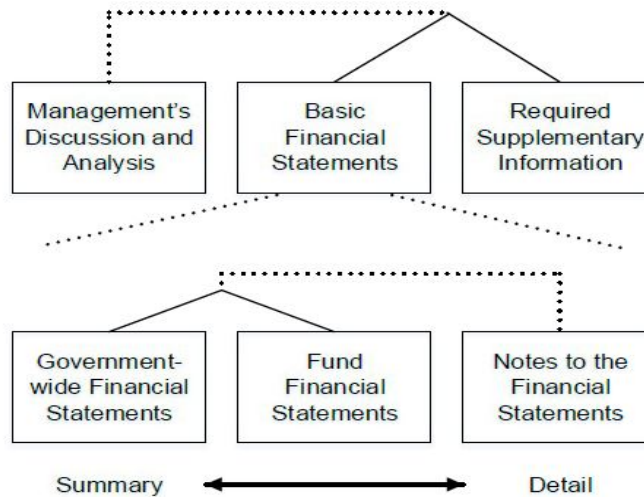 Management's
Discussion and
Analysis
Basic
Financial
Statements
Required
Supplementary
Information
Government-
wide Financial
Statements
Fund
Financial
Statements
Notes to the
Financial
Statements
Summary
Detail